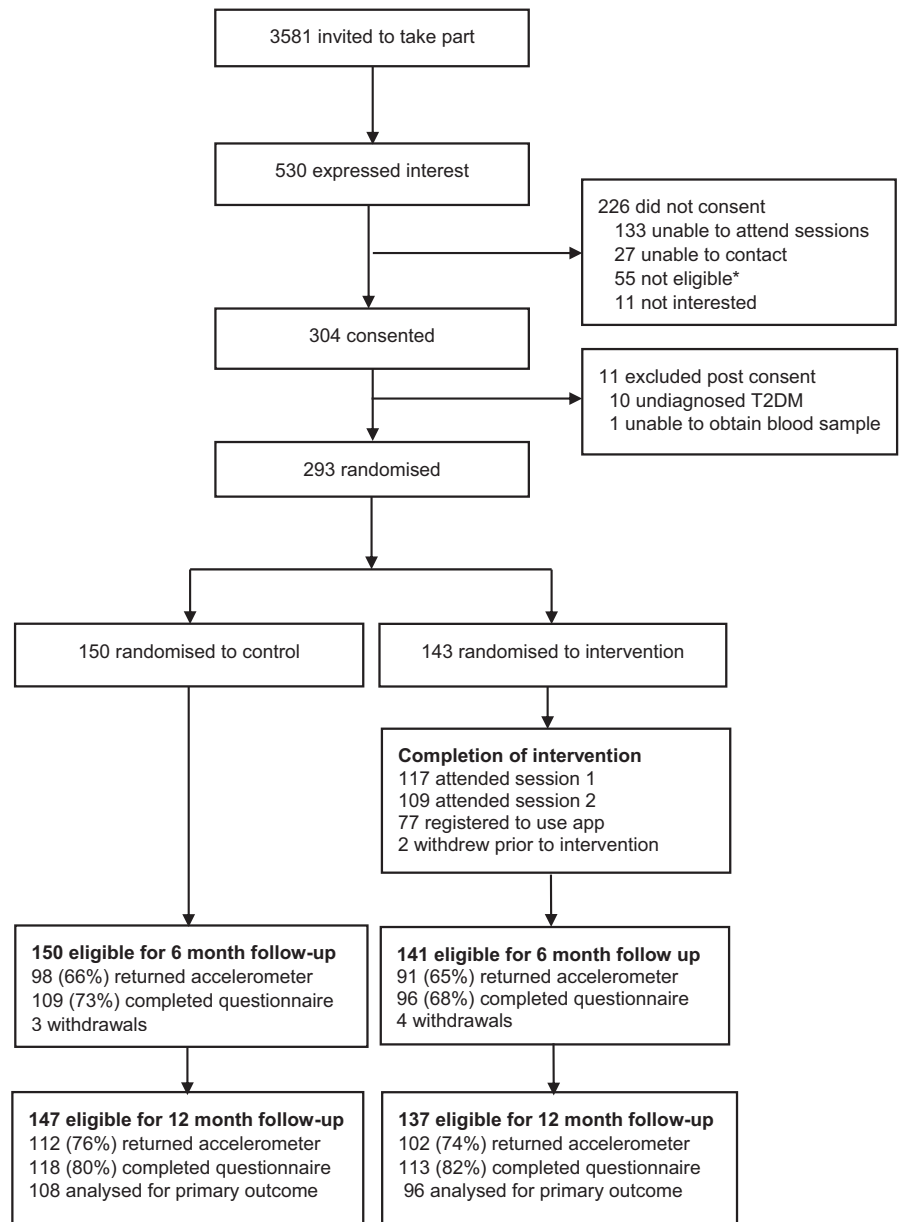 3581 invited to take part
530 expressed interest
226 did not consent
133 unable to attend sessions
27 unable to contact
55 not eligible*
11 not interested
304 consented
11 excluded post consent
10 undiagnosed T2DM
1 unable to obtain blood sample
293 randomised
150 randomised to control
143 randomised to intervention
Completion of intervention
117 attended session 1
109 attended session 2
77 registered to use app
2 withdrew prior to intervention
150 eligible for 6 month follow-up
98 (66%) returned accelerometer
109 (73%) completed questionnaire
3 withdrawals
141 eligible for 6 month follow up
91 (65%) returned accelerometer
96 (68%) completed questionnaire
4 withdrawals
147 eligible for 12 month follow-up
112 (76%) returned accelerometer
118 (80%) completed questionnaire
108 analysed for primary outcome
137 eligible for 12 month follow-up
102 (74%) returned accelerometer
113 (82%) completed questionnaire
96 analysed for primary outcome